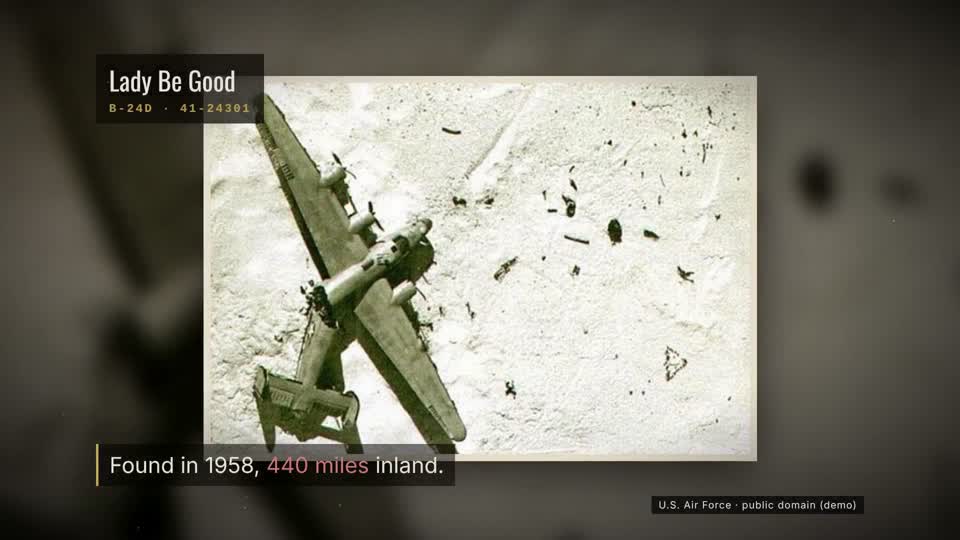 Lady Be Good
B-24D · 41-24301
Found in 1958, 440 miles inland.
U.S. Air Force · public domain (demo)